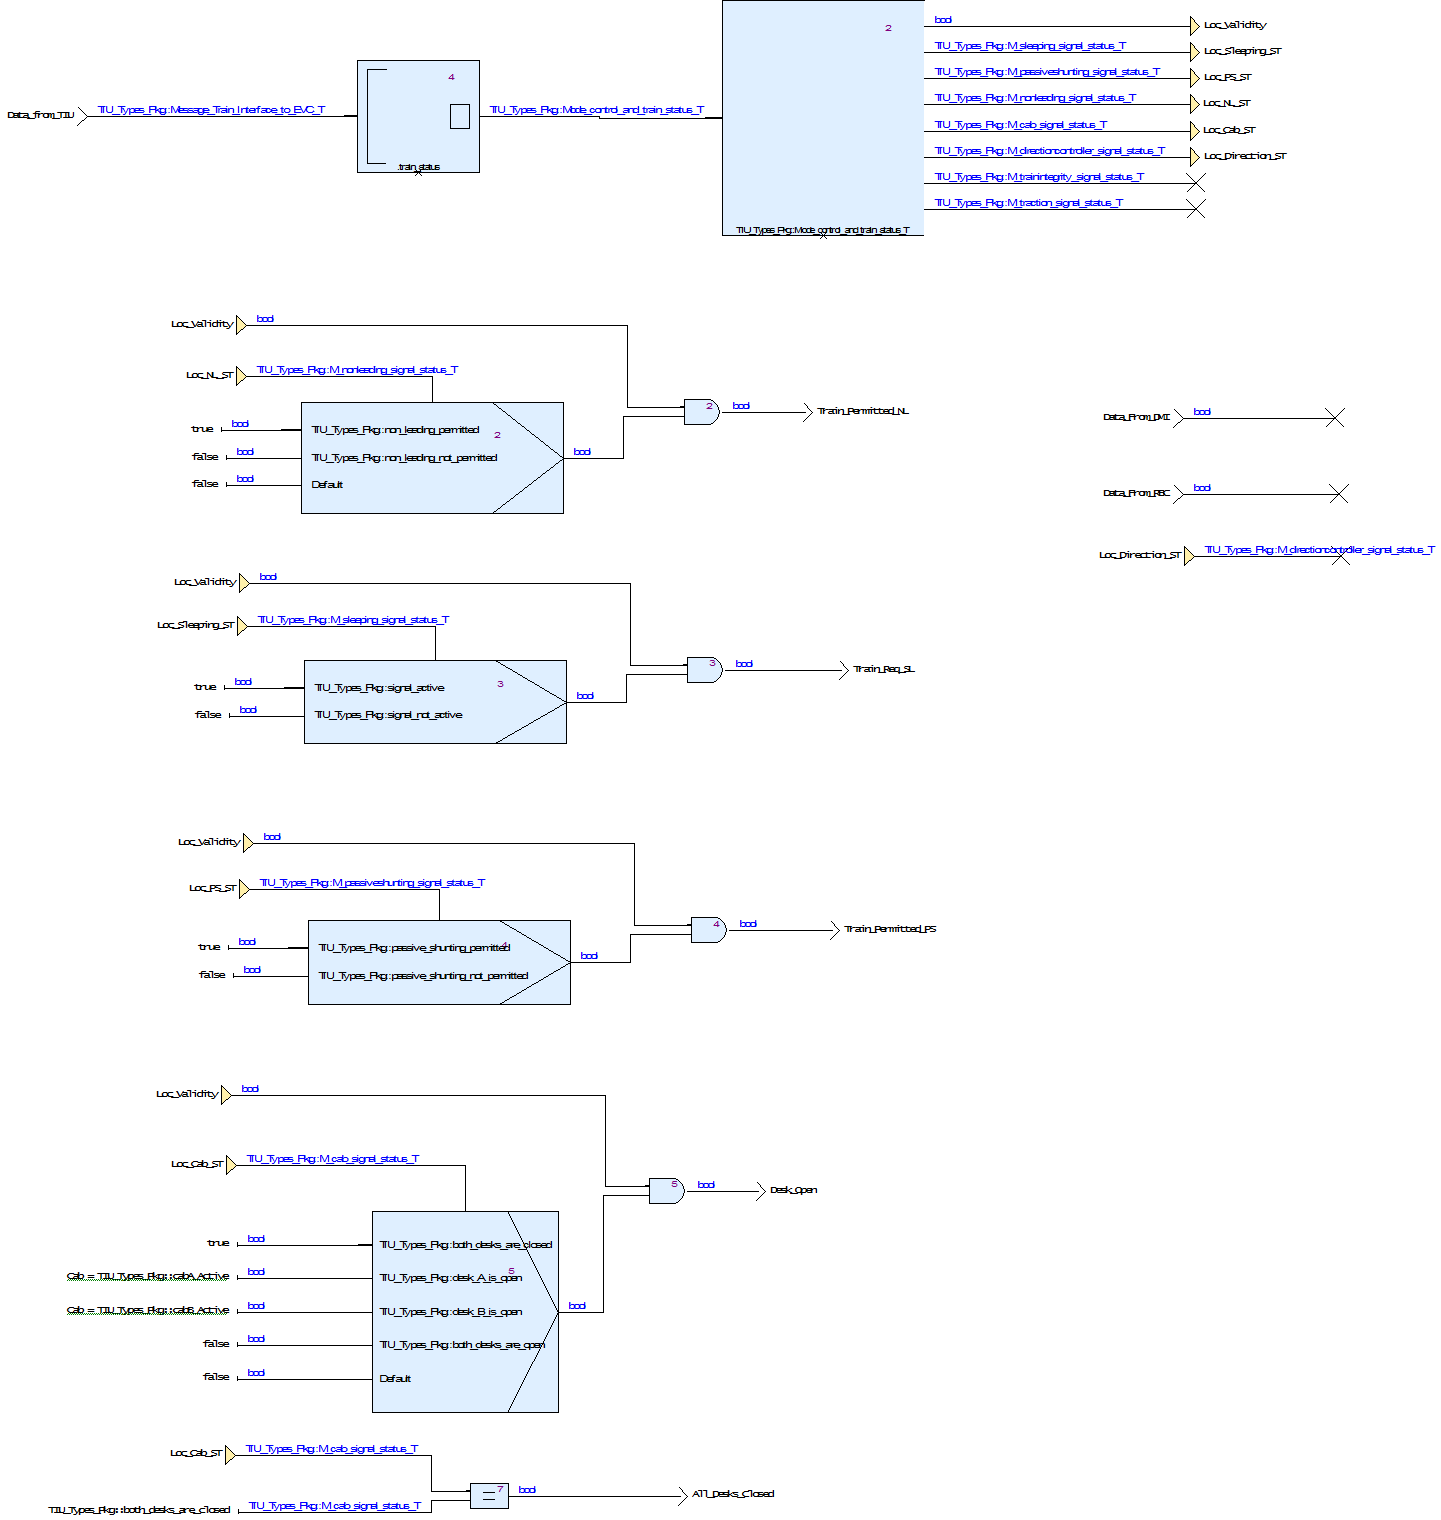 bool
2
Loc_Validity
TIU_Types_Pkg::M_sleeping_signal_status_T
Loc_Sleeping_ST
4
TIU_Types_Pkg::M_passiveshunting_signal_status_T
Loc_PS_ST
Data_from_TIU
TIU_Types_Pkg::Message_Train_Interface_to_EVC_T
TIU_Types_Pkg::Mode_control_and_train_status_T
TIU_Types_Pkg::M_nonleading_signal_status_T
Loc_NL_ST
TIU_Types_Pkg::M_cab_signal_status_T
Loc_Cab_ST
TIU_Types_Pkg::M_directioncontroller_signal_status_T
Loc_Direction_ST
.train_status
TIU_Types_Pkg::M_trainintegrity_signal_status_T
TIU_Types_Pkg::M_traction_signal_status_T
TIU_Types_Pkg::Mode_control_and_train_status_T
Loc_Validity
bool
Loc_NL_ST
TIU_Types_Pkg::M_nonleading_signal_status_T
2
bool
Train_Permitted_NL
true
bool
TIU_Types_Pkg::non_leading_permitted
2
false
bool
TIU_Types_Pkg::non_leading_not_permitted
bool
false
bool
Default
Data_From_DMI
bool
Data_From_RBC
bool
Loc_Direction_ST
TIU_Types_Pkg::M_directioncontroller_signal_status_T
Loc_Validity
bool
Loc_Sleeping_ST
TIU_Types_Pkg::M_sleeping_signal_status_T
3
bool
Train_Req_SL
true
bool
TIU_Types_Pkg::signal_active
3
bool
false
bool
TIU_Types_Pkg::signal_not_active
Loc_Validity
bool
Loc_PS_ST
TIU_Types_Pkg::M_passiveshunting_signal_status_T
4
bool
Train_Permitted_PS
true
bool
TIU_Types_Pkg::passive_shunting_permitted
bool
false
bool
TIU_Types_Pkg::passive_shunting_not_permitted
Loc_Validity
bool
Loc_Cab_ST
TIU_Types_Pkg::M_cab_signal_status_T
5
bool
Desk_Open
true
bool
TIU_Types_Pkg::both_desks_are_closed
Cab = TIU_Types_Pkg::cabA_Active
bool
TIU_Types_Pkg::desk_A_is_open
5
Cab = TIU_Types_Pkg::cabB_Active
bool
TIU_Types_Pkg::desk_B_is_open
bool
false
bool
TIU_Types_Pkg::both_desks_are_open
false
bool
Default
Loc_Cab_ST
TIU_Types_Pkg::M_cab_signal_status_T
7
bool
All_Desks_Closed
TIU_Types_Pkg::both_desks_are_closed
TIU_Types_Pkg::M_cab_signal_status_T